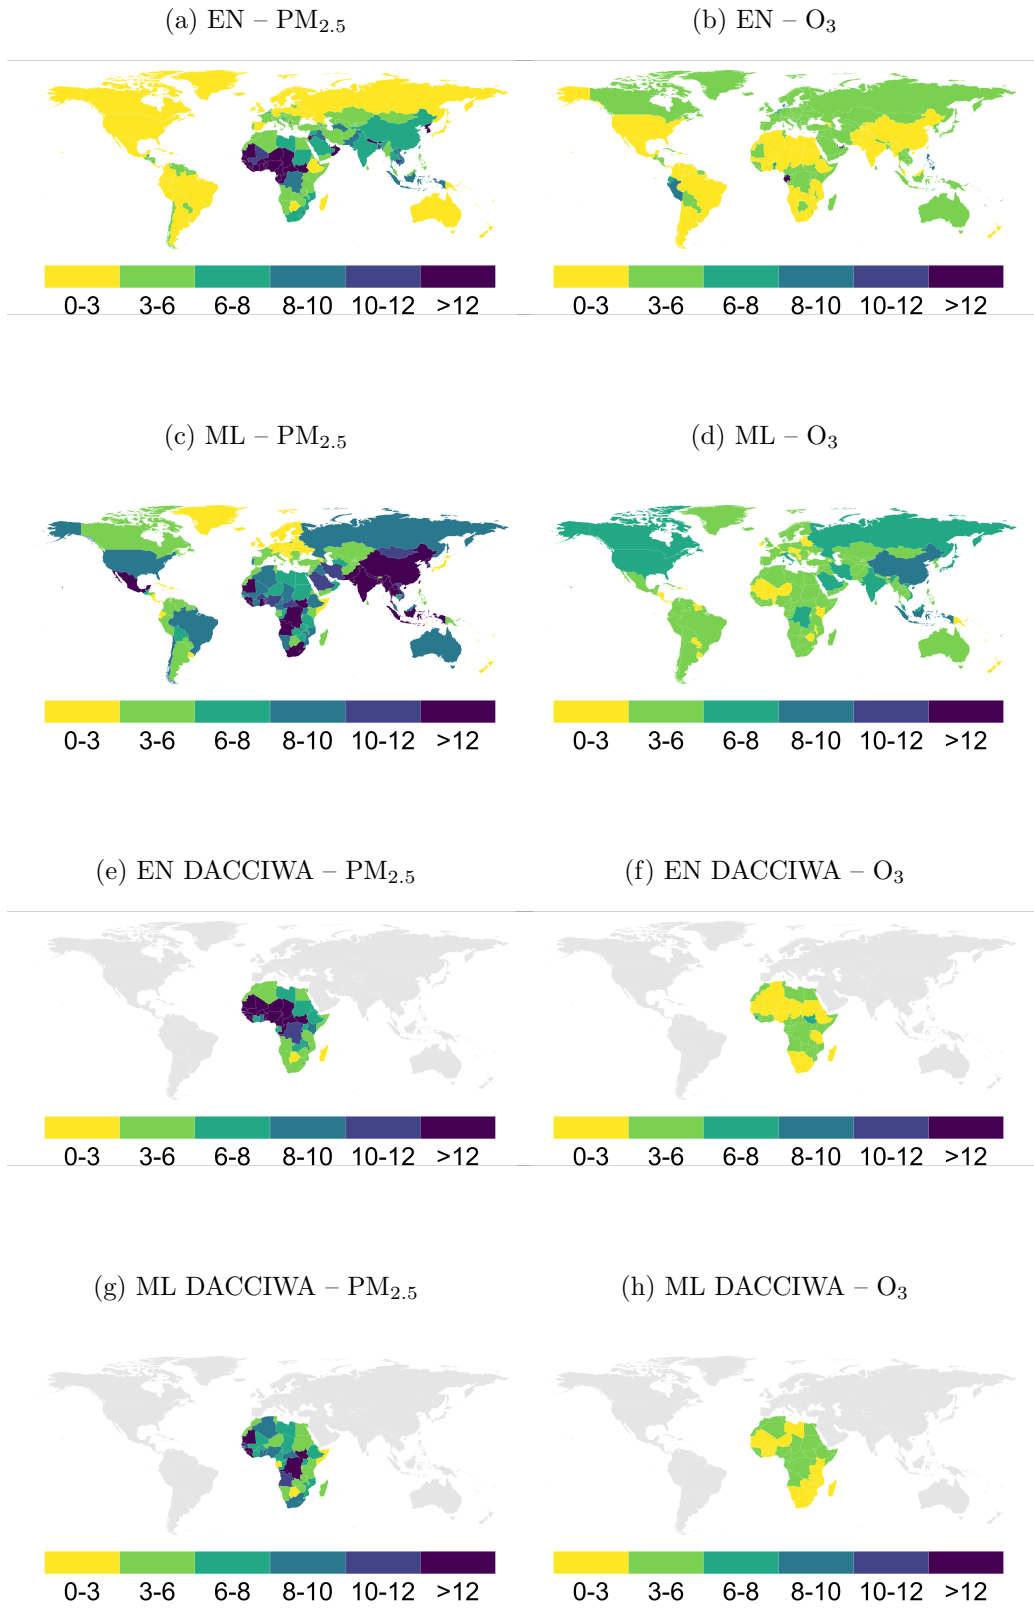 (a) EN – PM₂.₅
(b) EN – O₃
0-3 3-6 6-8 8-10 10-12 >12
0-3 3-6 6-8 8-10 10-12 >12
(c) ML – PM₂.₅
(d) ML – O₃
0-3 3-6 6-8 8-10 10-12 >12
0-3 3-6 6-8 8-10 10-12 >12
(e) EN DACCIWA – PM₂.₅
(f) EN DACCIWA – O₃
0-3 3-6 6-8 8-10 10-12 >12
0-3 3-6 6-8 8-10 10-12 >12
(g) ML DACCIWA – PM₂.₅
(h) ML DACCIWA – O₃
0-3 3-6 6-8 8-10 10-12 >12
0-3 3-6 6-8 8-10 10-12 >12